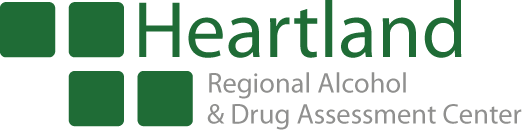 Heartland
Regional Alcohol
& Drug Assessment Center